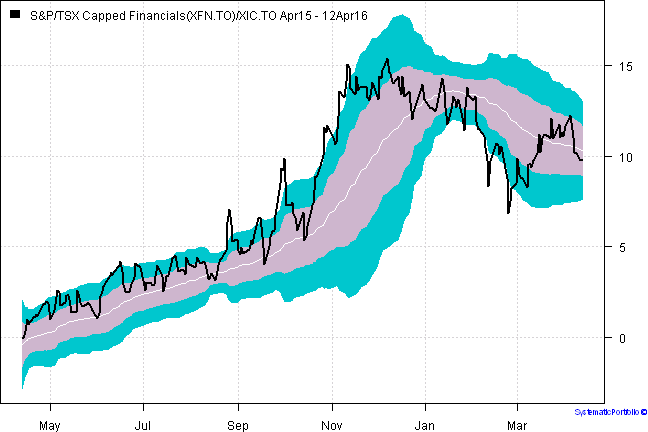 S&P/TSX Capped Financials(XFN.TO)/XIC.TO Apr15 - 12Apr16
15
10
5
0
May Jul Sep Nov Jan Mar
SystematicPortfolio ©